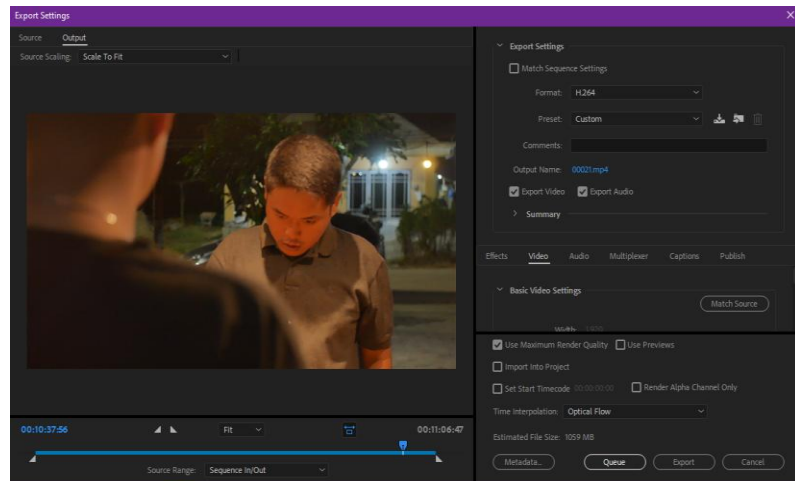 Export Settings
Source Output
Source Scaling: Scale To Fit
00:10:37:56 Fit 00:11:06:47
Source Range: Sequence In/Out
Export Settings
Match Sequence Settings
Format: H.264
Preset: Custom
Comments:
Output Name: 00021.mp4
Export Video Export Audio
Summary
Effects Video Audio Multiplexer Captions Publish
Basic Video Settings
Match Source
Width: 1920
Use Maximum Render Quality Use Previews
Import Into Project
Set Start Timecode 00:00:00:00 Render Alpha Channel Only
Time Interpolation: Optical Flow
Estimated File Size: 1059 MB
Metadata... Queue Export Cancel